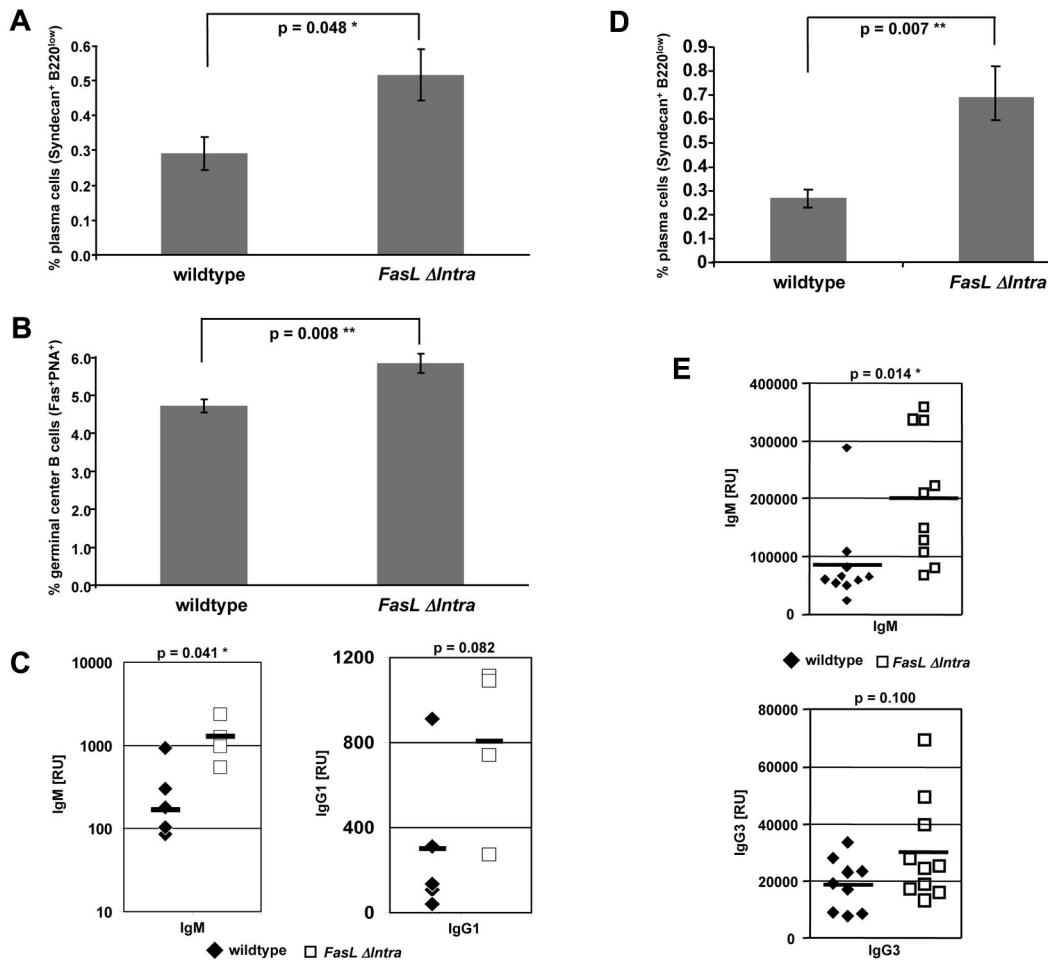 A
p = 0.048 *
% plasma cells (Syndecan⁺ B220ˡᵒʷ)
0.6
0.5
0.4
0.3
0.2
0.1
0.0
wildtype
FasL ΔIntra
B
p = 0.008 **
% germinal center B cells (Fas⁺PNA⁺)
6.0
5.0
4.0
3.0
2.0
1.0
0.0
wildtype
FasL ΔIntra
C
p = 0.041 *
IgM [RU]
10000
1000
100
10
IgM
p = 0.082
IgG1 [RU]
1200
800
400
0
IgG1
wildtype
FasL ΔIntra
D
p = 0.007 **
% plasma cells (Syndecan⁺ B220ˡᵒʷ)
0.9
0.8
0.7
0.6
0.5
0.4
0.3
0.2
0.1
0
wildtype
FasL ΔIntra
E
p = 0.014 *
IgM [RU]
400000
300000
200000
100000
0
IgM
wildtype
FasL ΔIntra
p = 0.100
IgG3 [RU]
80000
60000
40000
20000
0
IgG3